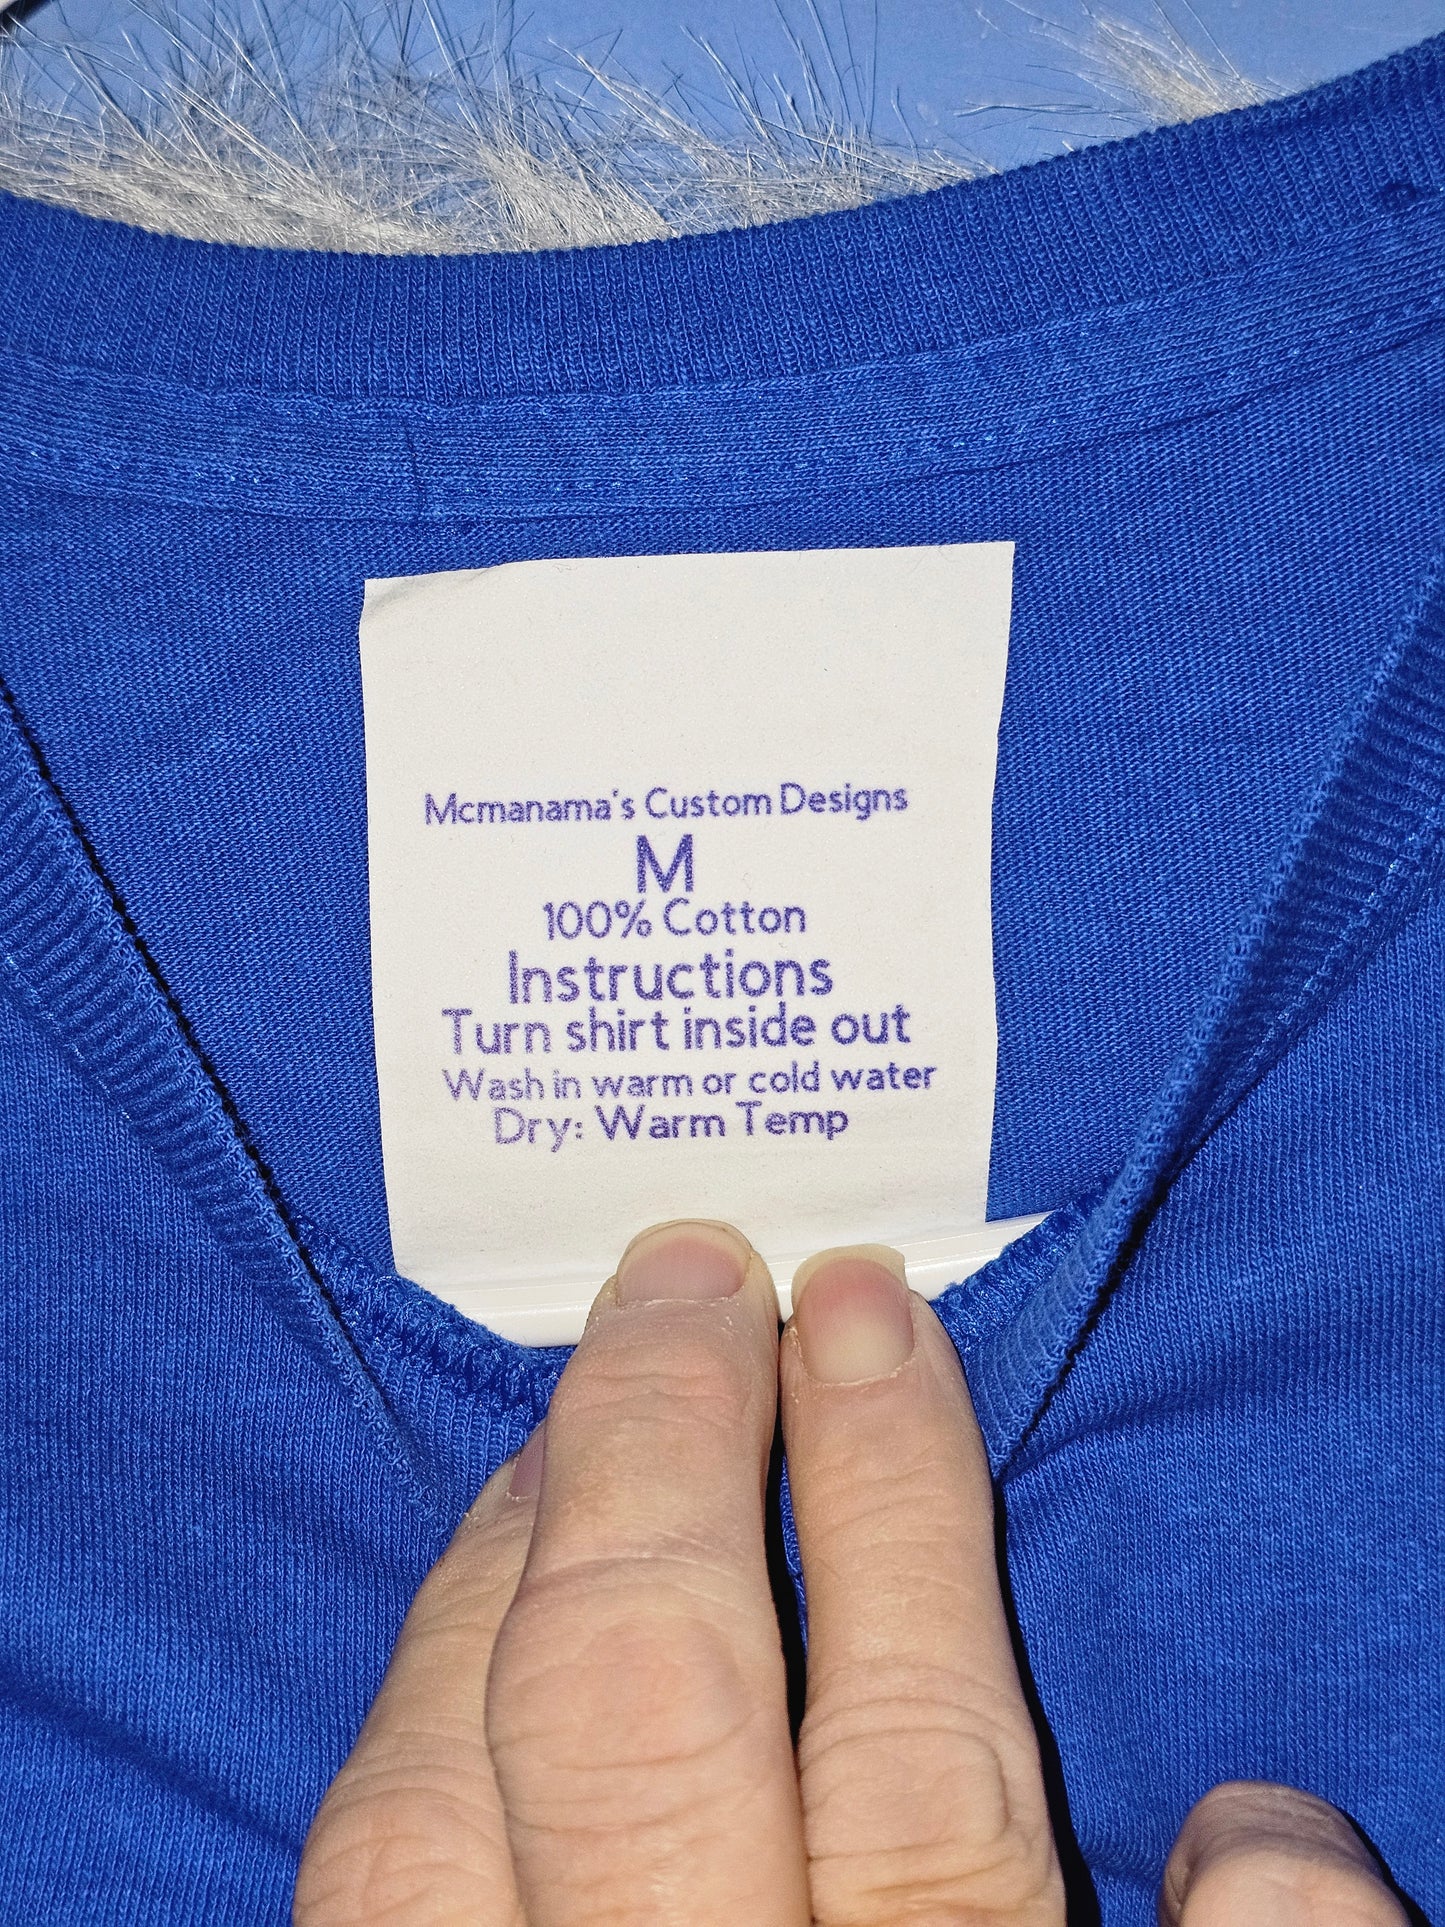 Mcmanama's Custom Designs
M
100% Cotton
Instructions
Turn shirt inside out
Wash in warm or cold water
Dry: Warm Temp